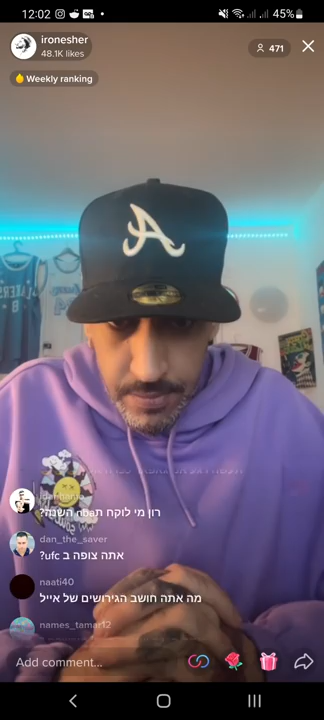 12:02
45%
ironesher
48.1K likes
471
Weekly ranking
רון מי לוקח תnba השנה?
dan_the_saver
אתה צופה ב ufc?
naati40
מה אתה חושב הגירושים של אייל
names_tamar12
Add comment...